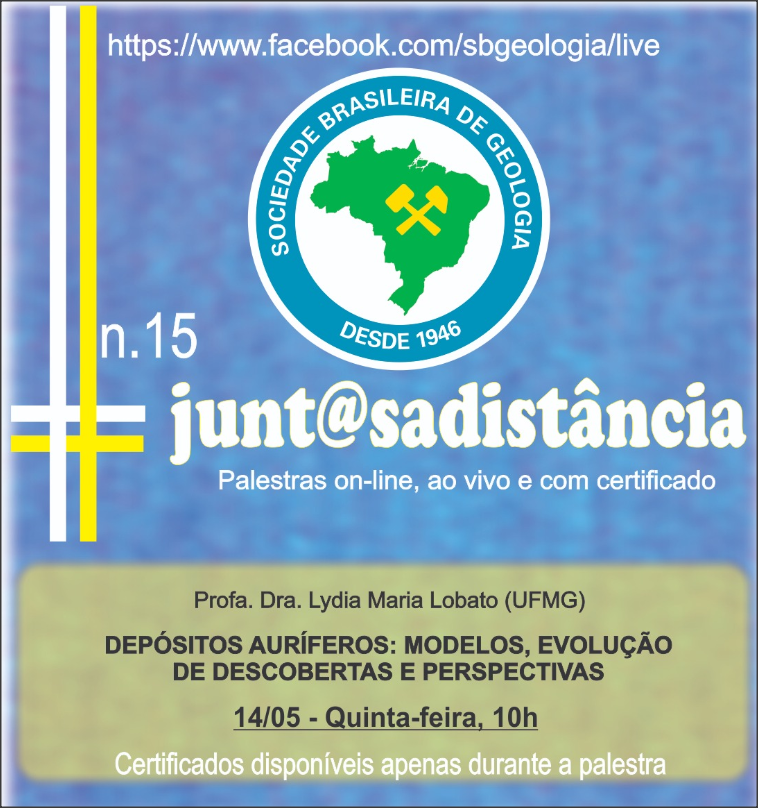 https://www.facebook.com/sbgeologia/live
SOCIEDADE BRASILEIRA DE GEOLOGIA
DESDE 1946
n.15
junt@sadistância
Palestras on-line, ao vivo e com certificado
Profa. Dra. Lydia Maria Lobato (UFMG)
DEPÓSITOS AURÍFEROS: MODELOS, EVOLUÇÃO
DE DESCOBERTAS E PERSPECTIVAS
14/05 - Quinta-feira, 10h
Certificados disponíveis apenas durante a palestra